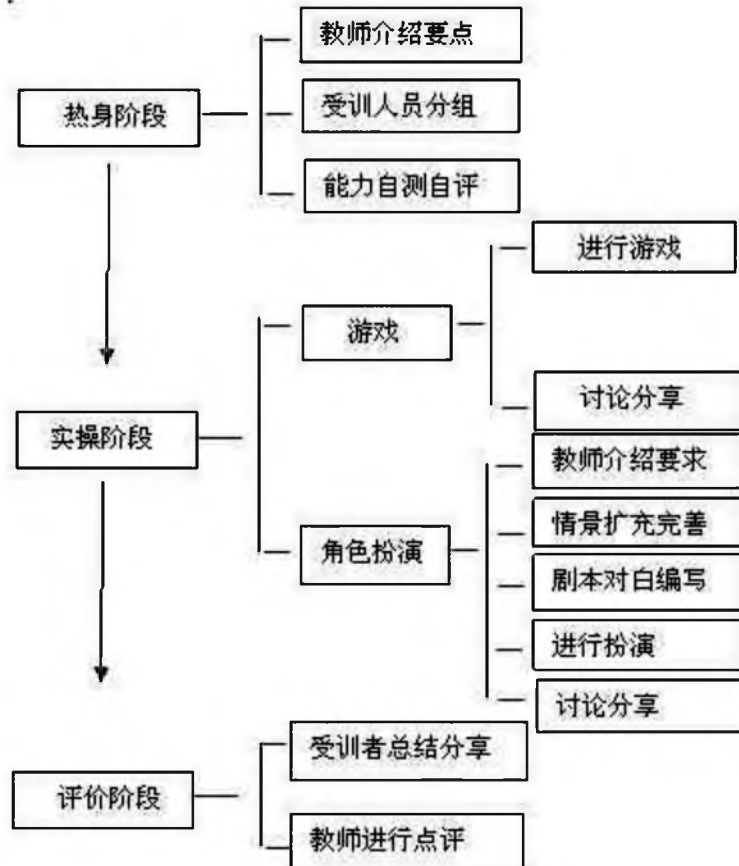 教师介绍要点
热身阶段
受训人员分组
能力自测自评
进行游戏
游戏
讨论分享
实操阶段
教师介绍要求
情景扩充完善
角色扮演
剧本对白编写
进行扮演
讨论分享
受训者总结分享
评价阶段
教师进行点评